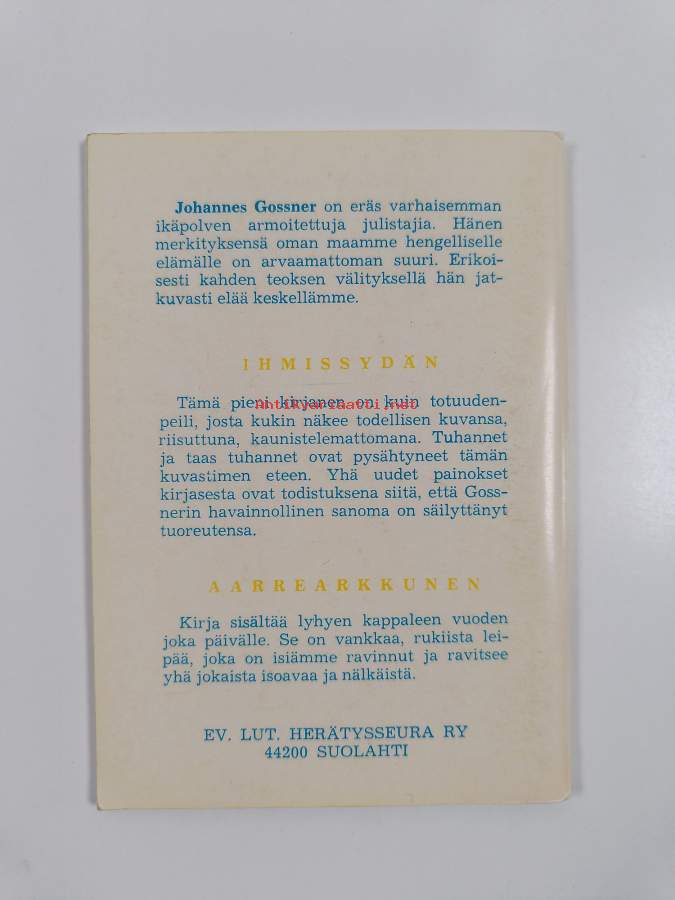 Johannes Gossner on eräs varhaisemman
ikäpolven armoitettuja julistajia. Hänen
merkityksensä oman maamme hengelliselle
elämälle on arvaamattoman suuri. Erikoi-
sesti kahden teoksen välityksellä hän jat-
kuvasti elää keskellämme.
IHMISSYDÄN
Tämä pieni kirjanen on kuin totuuden-
antikvariaatti.net
peili, josta kukin näkee todellisen kuvansa,
riisuttuna, kaunistelemattomana. Tuhannet
ja taas tuhannet ovat pysähtyneet tämän
kuvastimen eteen. Yhä uudet painokset
kirjasesta ovat todistuksena siitä, että Goss-
nerin havainnollinen sanoma on säilyttänyt
tuoreutensa.
AARREARKKUNEN
Kirja sisältää lyhyen kappaleen vuoden
joka päivälle. Se on vankkaa, rukiista lei-
pää, joka on isiämme ravinnut ja ravitsee
yhä jokaista isoavaa ja nälkäistä.
EV. LUT. HERÄTYSSEURA RY
44200 SUOLAHTI